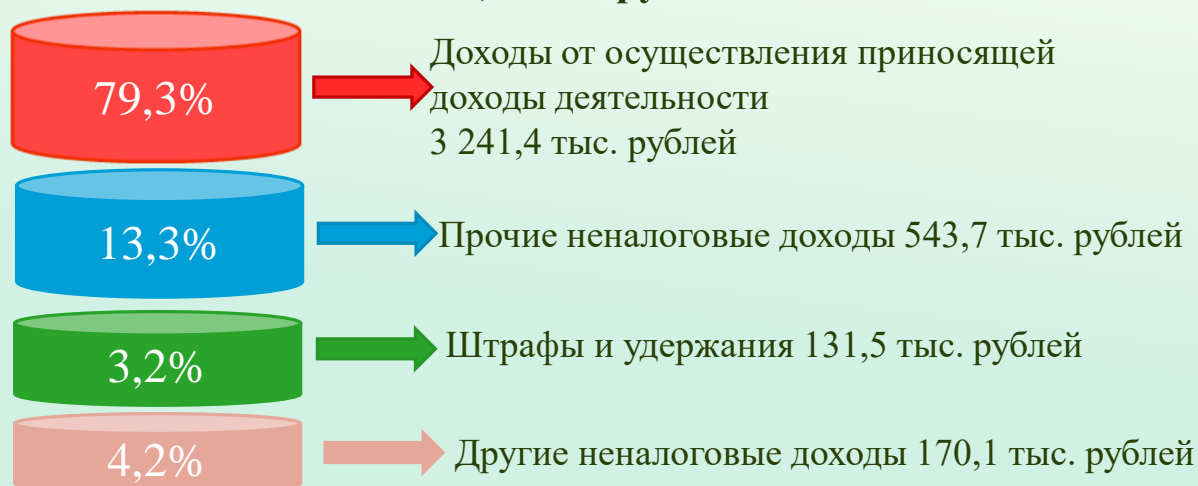 79,3%
Доходы от осуществления приносящей
доходы деятельности
3 241,4 тыс. рублей
13,3%
Прочие неналоговые доходы 543,7 тыс. рублей
3,2%
Штрафы и удержания 131,5 тыс. рублей
4,2%
Другие неналоговые доходы 170,1 тыс. рублей